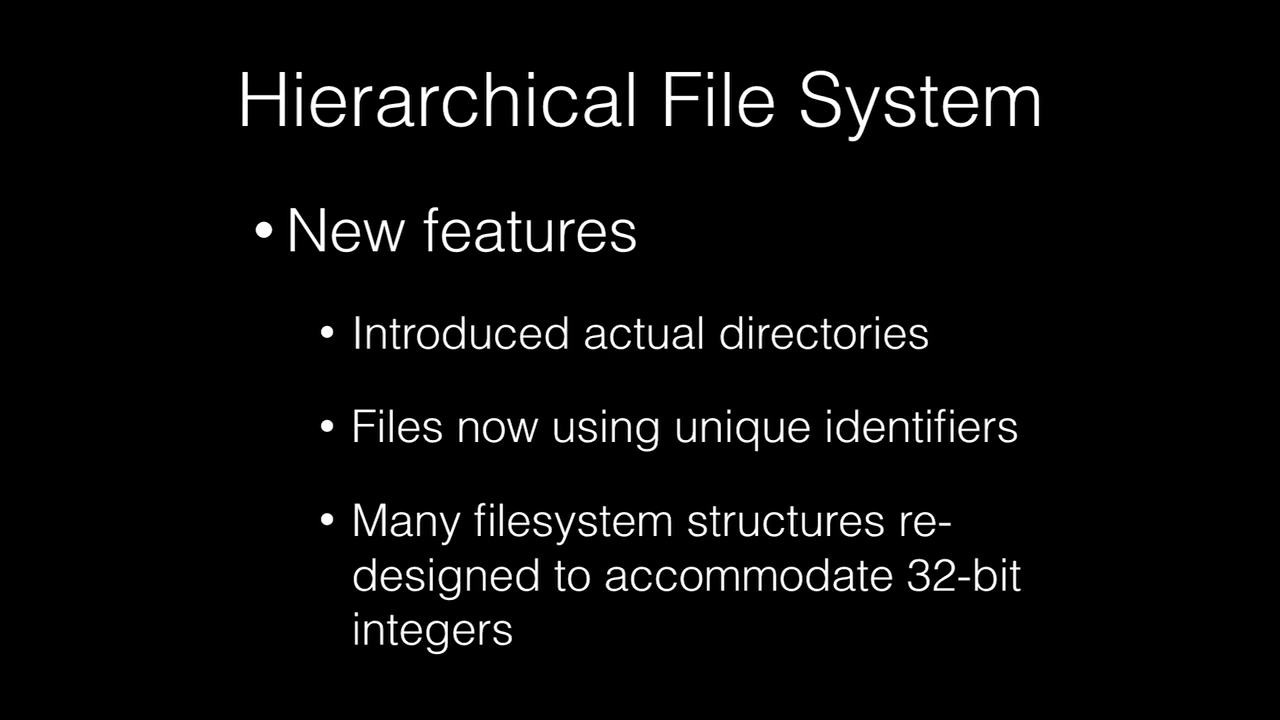 Hierarchical File System
• New features
• Introduced actual directories
• Files now using unique identifiers
• Many filesystem structures re-
designed to accommodate 32-bit
integers